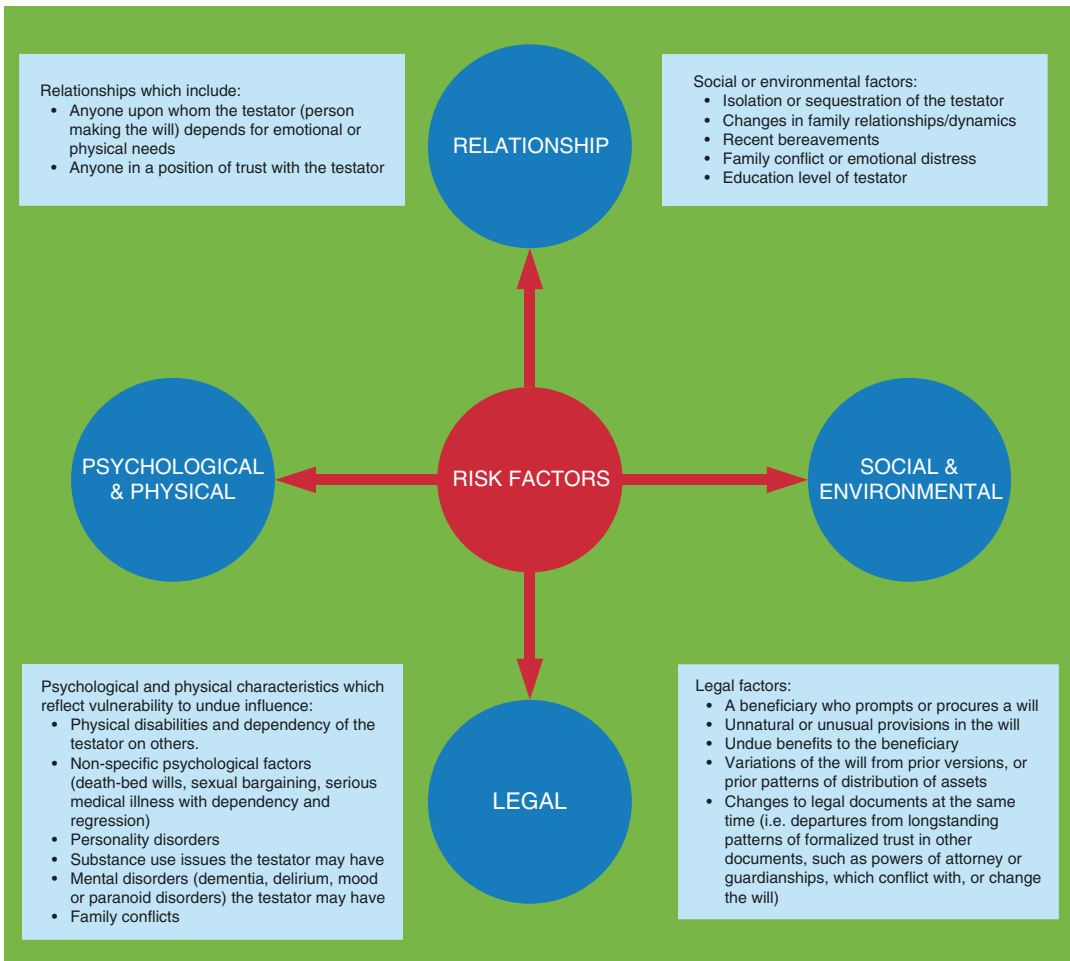 Relationships which include:
• Anyone upon whom the testator (person
making the will) depends for emotional or
physical needs
• Anyone in a position of trust with the testator
RELATIONSHIP
Social or environmental factors:
• Isolation or sequestration of the testator
• Changes in family relationships/dynamics
• Recent bereavements
• Family conflict or emotional distress
• Education level of testator
PSYCHOLOGICAL
& PHYSICAL
RISK FACTORS
SOCIAL &
ENVIRONMENTAL
Psychological and physical characteristics which
reflect vulnerability to undue influence:
• Physical disabilities and dependency of the
testator on others.
• Non-specific psychological factors
(death-bed wills, sexual bargaining, serious
medical illness with dependency and
regression)
• Personality disorders
• Substance use issues the testator may have
• Mental disorders (dementia, delirium, mood
or paranoid disorders) the testator may have
• Family conflicts
LEGAL
Legal factors:
• A beneficiary who prompts or procures a will
• Unnatural or unusual provisions in the will
• Undue benefits to the beneficiary
• Variations of the will from prior versions, or
prior patterns of distribution of assets
• Changes to legal documents at the same
time (i.e. departures from longstanding
patterns of formalized trust in other
documents, such as powers of attorney or
guardianships, which conflict with, or change
the will)